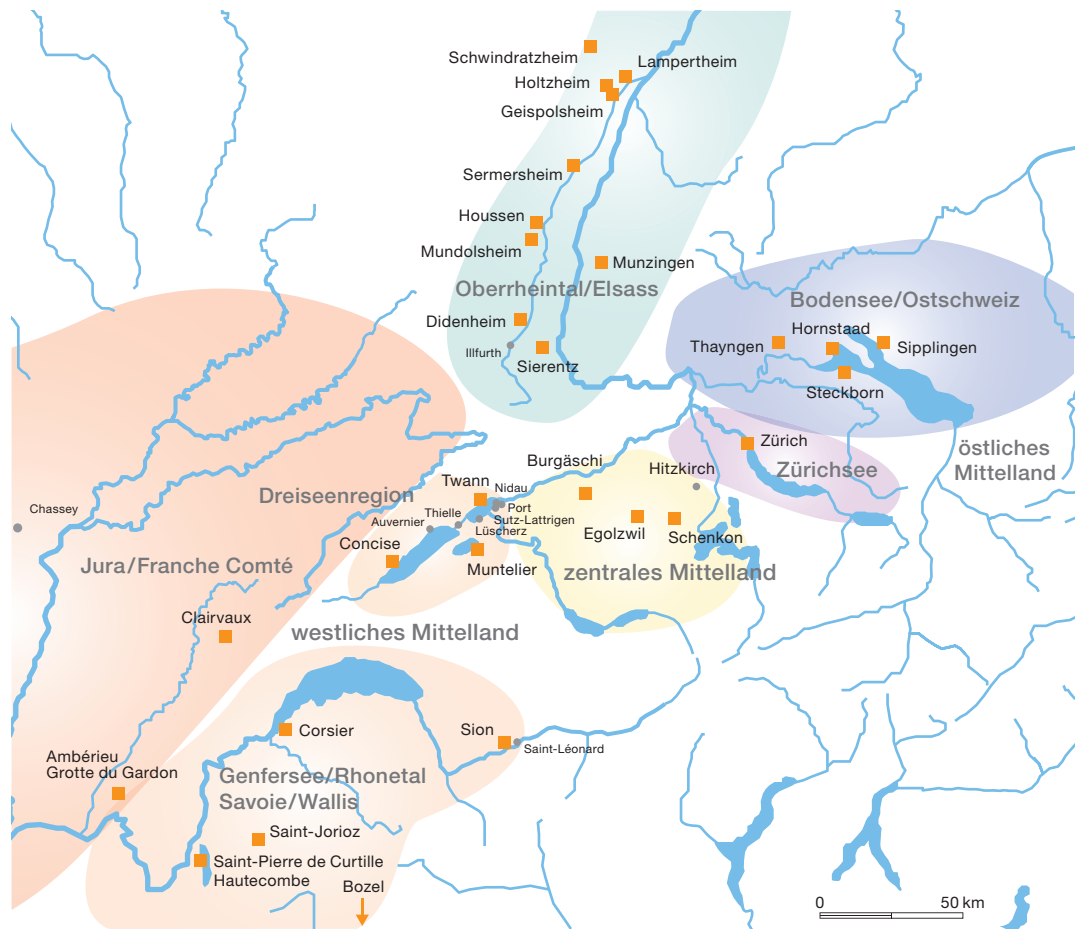 Schwindratzheim
Lampertheim
Holtzheim
Geispolsheim
Sermersheim
Houssen
Mundolsheim
Munzingen
Oberrheintal/Elsass
Didenheim
Illfurth
Sierentz
Bodensee/Ostschweiz
Hornstaad
Thayngen
Sipplingen
Steckborn
Zürich
Zürichsee
östliches
Mittelland
Burgäschi
Hitzkirch
Egolzwil
Schenkon
zentrales Mittelland
Dreiseenregion
Twann
Nidau
Port
Sutz-Lattrigen
Thielle
Lüscherz
Auvernier
Concise
Muntelier
Chassey
Jura/Franche Comté
Clairvaux
westliches Mittelland
Corsier
Sion
Saint-Léonard
Ambérieu
Grotte du Gardon
Genfersee/Rhonetal
Savoie/Wallis
Saint-Jorioz
Saint-Pierre de Curtille
Hautecombe
Bozel
0 50 km